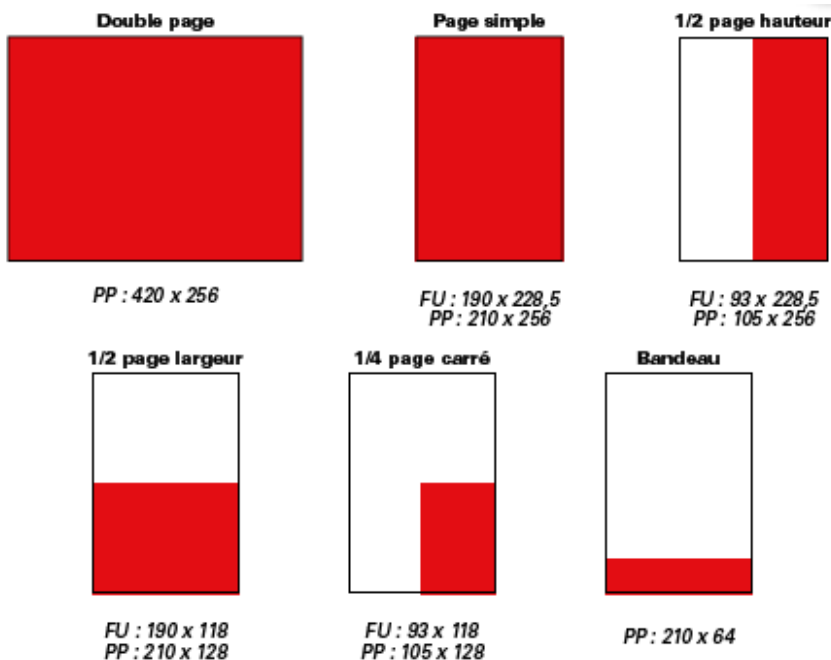 Double page
Page simple
1/2 page hauteur
PP : 420 x 256
FU : 190 x 228,5
PP : 210 x 256
FU : 93 x 228,5
PP : 105 x 256
1/2 page largeur
1/4 page carré
Bandeau
FU : 190 x 118
PP : 210 x 128
FU : 93 x 118
PP : 105 x 128
PP : 210 x 64